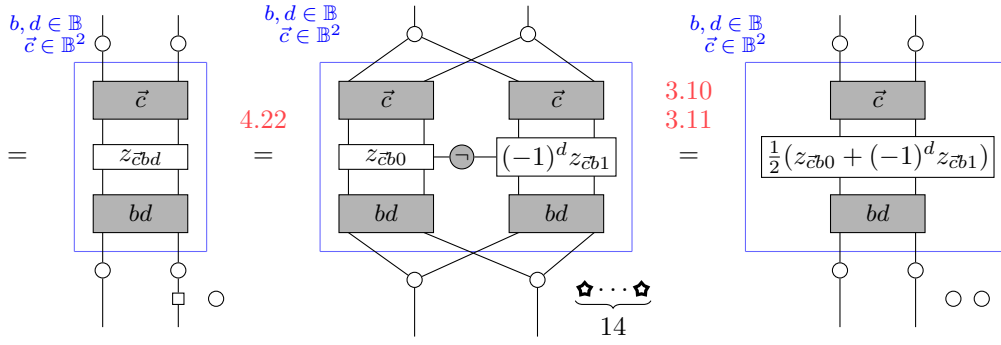 b, d ∈ 𝔹
c⃗ ∈ 𝔹²
=
c⃗
z_{c⃗bd}
bd
4.22
=
b, d ∈ 𝔹
c⃗ ∈ 𝔹²
c⃗
c⃗
z_{c⃗b0}
¬
(−1)^d z_{c⃗b1}
bd
bd
···
14
3.10
3.11
=
b, d ∈ 𝔹
c⃗ ∈ 𝔹²
c⃗
½(z_{c⃗b0} + (−1)^d z_{c⃗b1})
bd